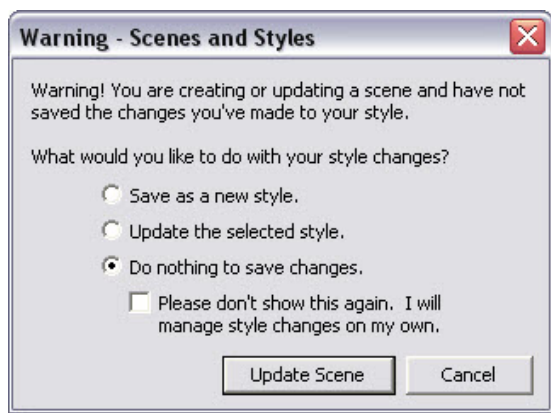 Warning - Scenes and Styles
Warning! You are creating or updating a scene and have not
saved the changes you've made to your style.
What would you like to do with your style changes?
Save as a new style.
Update the selected style.
Do nothing to save changes.
Please don't show this again. I will
manage style changes on my own.
Update Scene
Cancel